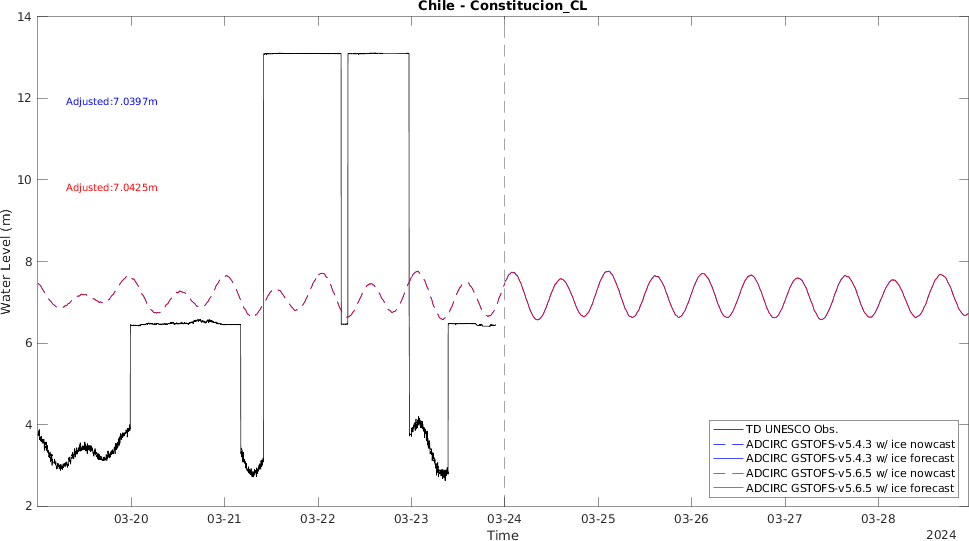 Chile - Constitucion_CL
14
12
10
8
6
4
2
Water Level (m)
Adjusted:7.0397m
Adjusted:7.0425m
TD UNESCO Obs.
ADCIRC GSTOFS-v5.4.3 w/ ice nowcast
ADCIRC GSTOFS-v5.4.3 w/ ice forecast
ADCIRC GSTOFS-v5.6.5 w/ ice nowcast
ADCIRC GSTOFS-v5.6.5 w/ ice forecast
03-20 03-21 03-22 03-23 03-24 03-25 03-26 03-27 03-28
Time
2024